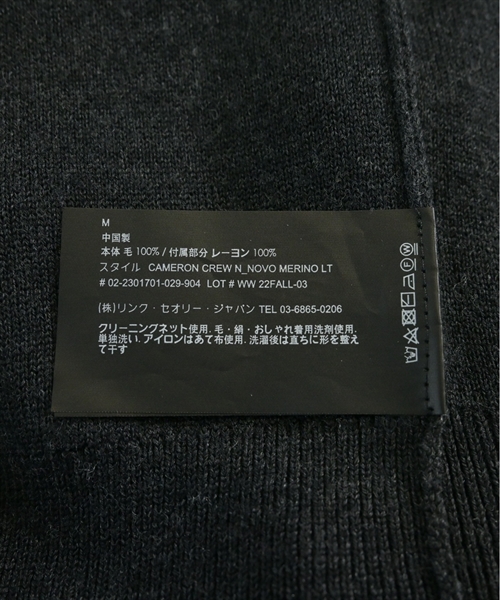 M
中国製
本体 毛 100% / 付属部分 レーヨン 100%
スタイル CAMERON CREW N_NOVO MERINO LT
# 02-2301701-029-904 LOT # WW 22FALL-03
(株)リンク・セオリー・ジャパン TEL 03-6865-0206
クリーニングネット使用. 毛・絹・おしゃれ着用洗剤使用.
単独洗い. アイロンはあて布使用. 洗濯後は直ちに形を整え
て干す